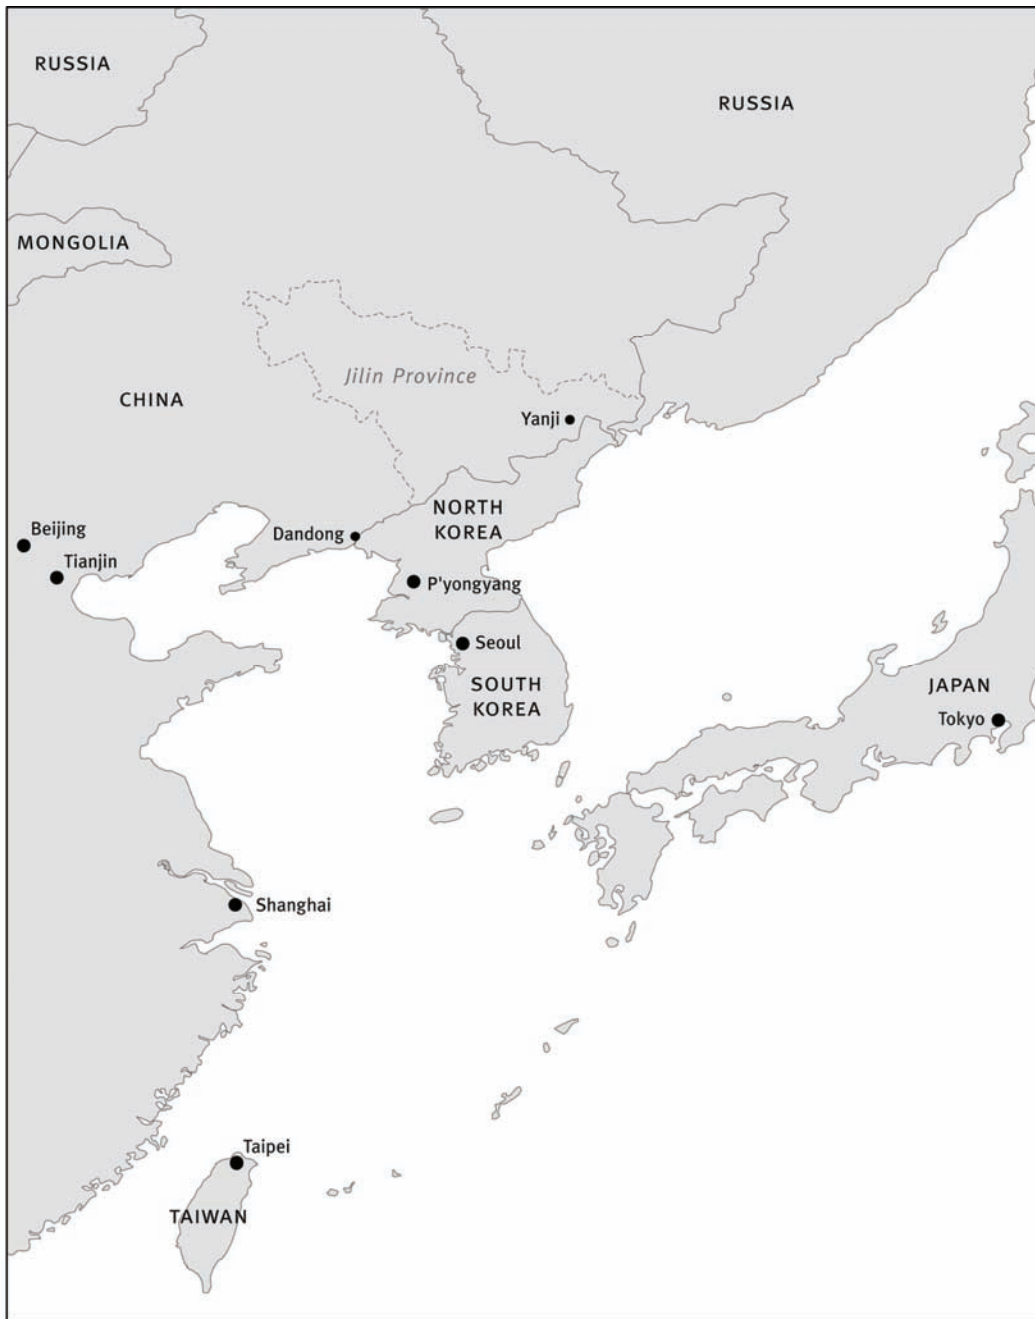 RUSSIA
RUSSIA
MONGOLIA
Jilin Province
CHINA
Yanji
NORTH
KOREA
Beijing
Dandong
Tianjin
P'yongyang
Seoul
SOUTH
KOREA
JAPAN
Tokyo
Shanghai
Taipei
TAIWAN